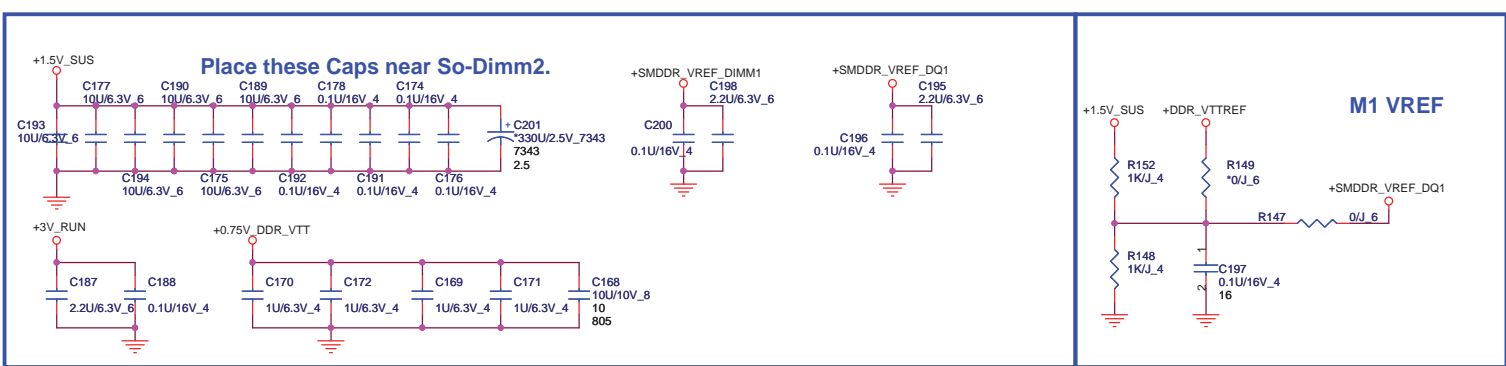 Place these Caps near So-Dimm2.
+1.5V_SUS
C177
10U/6.3V_6
C190
10U/6.3V_6
C189
10U/6.3V_6
C178
0.1U/16V_4
C174
0.1U/16V_4
C193
10U/6.3V_6
+
C201
*330U/2.5V_7343
7343
2.5
C194
10U/6.3V_6
C175
10U/6.3V_6
C192
0.1U/16V_4
C191
0.1U/16V_4
C176
0.1U/16V_4
+SMDDR_VREF_DIMM1
C198
2.2U/6.3V_6
C200
0.1U/16V_4
+SMDDR_VREF_DQ1
C195
2.2U/6.3V_6
C196
0.1U/16V_4
+3V_RUN
C187
2.2U/6.3V_6
C188
0.1U/16V_4
+0.75V_DDR_VTT
C170
1U/6.3V_4
C172
1U/6.3V_4
C169
1U/6.3V_4
C171
1U/6.3V_4
C168
10U/10V_8
10
805
M1 VREF
+1.5V_SUS
+DDR_VTTREF
R152
1K/J_4
R149
*0/J_6
+SMDDR_VREF_DQ1
R147
0/J_6
R148
1K/J_4
1
2
C197
0.1U/16V_4
16